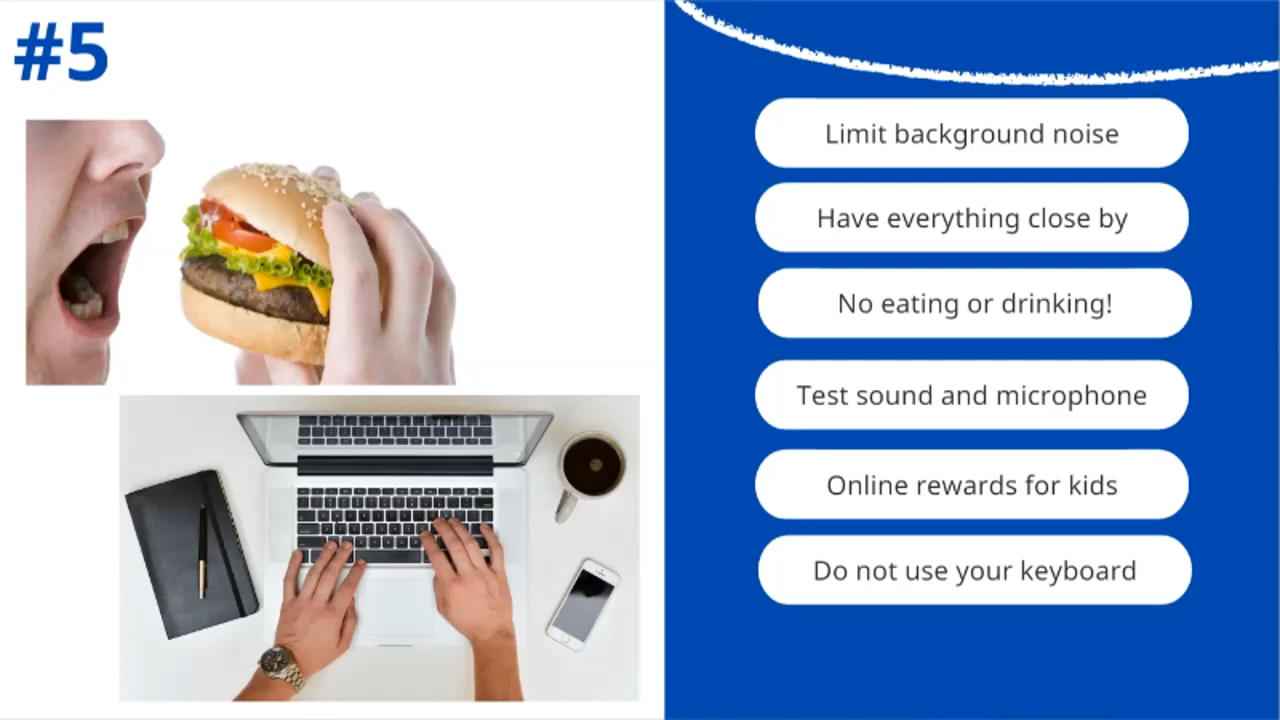 #5
Limit background noise
Have everything close by
No eating or drinking!
Test sound and microphone
Online rewards for kids
Do not use your keyboard